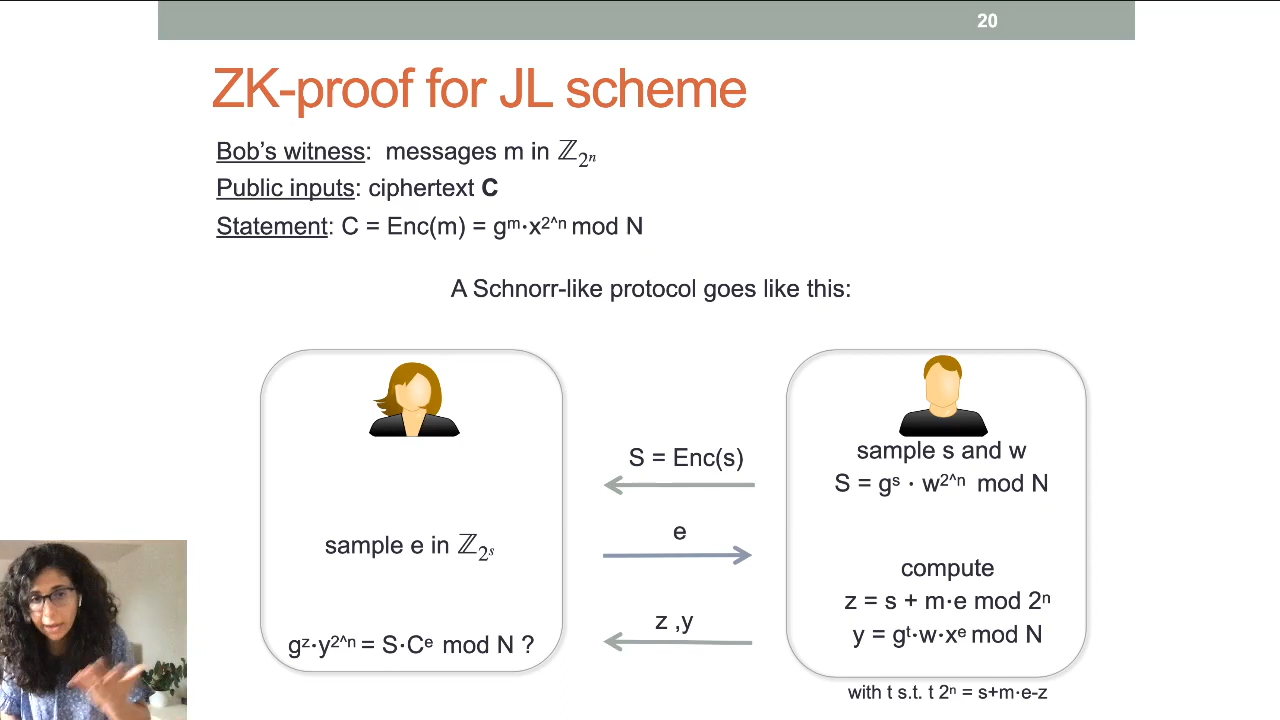 20
ZK-proof for JL scheme
Bob's witness: messages m in ℤ₂ⁿ
Public inputs: ciphertext C
Statement: C = Enc(m) = gᵐ·x²^ⁿ mod N
A Schnorr-like protocol goes like this:
S = Enc(s)
sample s and w
S = gˢ · w²^ⁿ mod N
sample e in ℤ₂ˢ
e
compute
z = s + m·e mod 2ⁿ
y = gᵗ·w·xᵉ mod N
z ,y
gᶻ·y²^ⁿ = S·Cᵉ mod N ?
with t s.t. t 2ⁿ = s+m·e-z